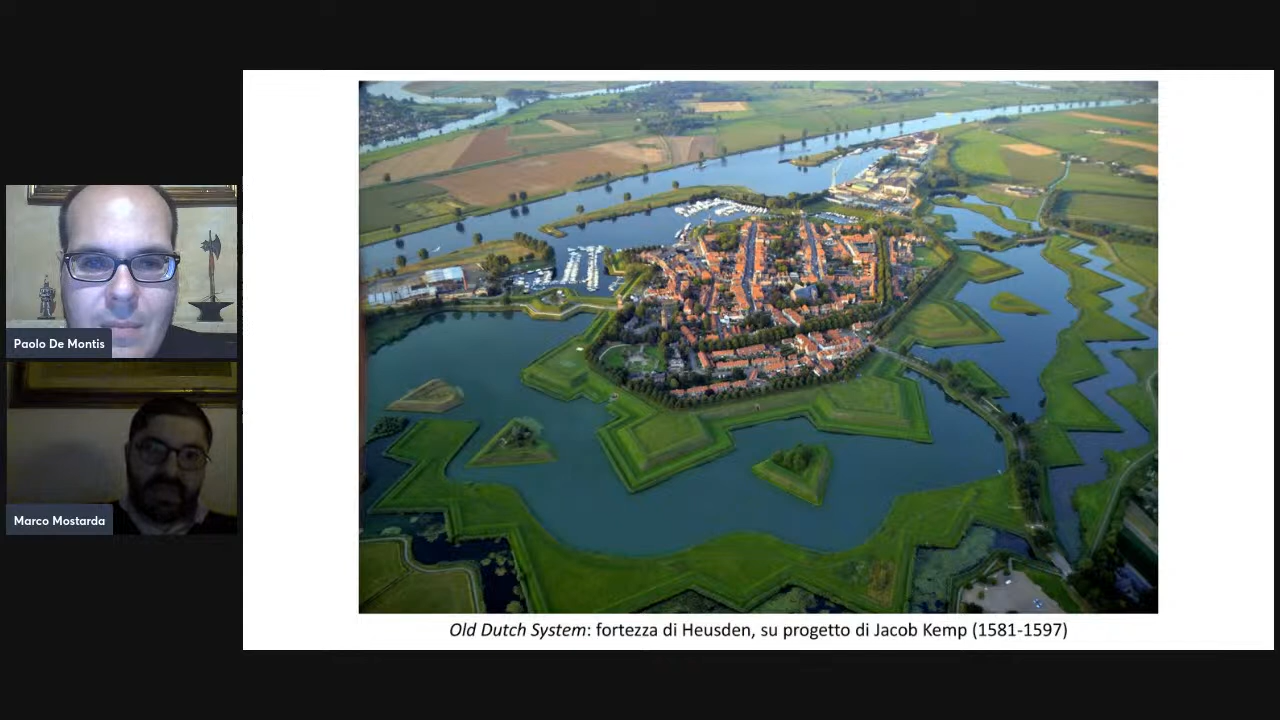 Paolo De Montis
Marco Mostarda
Old Dutch System: fortezza di Heusden, su progetto di Jacob Kemp (1581-1597)